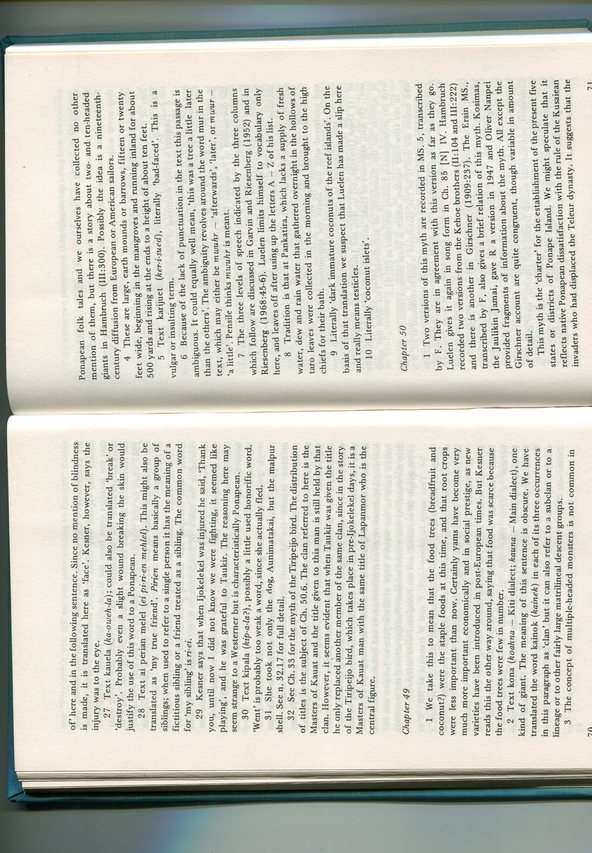 of' here and in the following sentence. Since no mention of blindness
is made, it is translated here as 'face'. Kesner, however, says the
injury was to the eye.
27 Text kauela (ka-oweh-la); could also be translated 'break' or
'destroy'. Probably even a slight wound breaking the skin would
justify the use of this word to a Ponapean.
28 Text ai perian melel (ei pi-ri-en mehlel). This might also be
translated as 'my true friend'. Pirien means basically a group of
siblings; when used to refer to a single person it has the meaning of a
fictitious sibling or a friend treated as a sibling. The common word
for 'my sibling' is ri-ei.
29 Kesner says that when Ijokelekel was injured he said, 'Thank
you, until now I did not know we were fighting, it seemed like
playing', and he was grateful to Taukir. The reasoning here may
seem strange to a Westerner but is characteristically Ponapean.
30 Text kipala (kip-a-la?), possibly a little used honorific word.
'Went' is probably too weak a word, since she actually fled.
31 She took not only the dog, Aunimatakai, but the malpur
shell. See n. 32.17 for full detail.
32 See Ch. 33 for the myth of the Tiripeijo bird. The distribution
of titles is the subject of Ch. 50.6. The clan referred to here is the
Masters of Kauat and the title given to this man is still held by that
clan. However, it seems evident that when Taukir was given the title
he only replaced another member of the same clan, since in the story
of the Tiripeijo bird, which takes place in pre-Ijokelekel days, it is a
Masters of Kauat man with the same title of Lapanmor who is the
central figure.
Chapter 49
1 We take this to mean that the food trees (breadfruit and
coconut?) were the staple foods at this time, and that root crops
were less important than now. Certainly yams have become very
much more important economically and in social prestige, as new
varieties have been introduced in post-European times. But Kesner
reads this the other way around, saying that food was scarce because
the food trees were few in number.
2 Text kona (koahna — Kiti dialect; kauna — Main dialect), one
kind of giant. The meaning of this sentence is obscure. We have
translated the word kainok (kainek) in each of its three occurrences
in this paragraph as 'clan' but it can also refer to a subclan or to a
lineage or to other fairly large matrilineal descent groups.
3 The concept of multiple-headed monsters is not common in
70
Ponapean folk tales and we ourselves have collected no other
mention of them, but there is a story about two- and ten-headed
giants in Hambruch (III:300). Possibly the idea is a nineteenth-
century diffusion from European or American sailors.
4 These are large, earth mounds or barrows, fifteen or twenty
feet wide, beginning in the mangroves and running inland for about
500 yards and rising at the ends to a height of about ten feet.
5 Text karijuet (ker-i-sued), literally 'bad-faced'. This is a
vulgar or insulting term.
6 Because of the lack of punctuation in the text this passage is
ambiguous. It could equally well mean, 'this was a tree a little later
than the others'. The ambiguity revolves around the word mur in the
text, which may either be mwuhr — 'afterwards', 'later', or mwur —
'a little'. Pensile thinks mwuhr is meant.
7 The three levels of speech indicated by the three columns
which follow are discussed in Garvin and Riesenberg (1952) and in
Riesenberg (1968:45-6). Luelen limits himself to vocabulary only
here, and leaves off after using up the letters A — Z of his list.
8 Tradition is that at Pankatira, which lacks a supply of fresh
water, dew and rain water that gathered overnight in the hollows of
taro leaves were collected in the morning and brought to the high
chiefs for their bath.
9 Literally 'dark immature coconuts of the reef islands'. On the
basis of that translation we suspect that Luelen has made a slip here
and really means testicles.
10 Literally 'coconut islets'.
Chapter 50
1 Two versions of this myth are recorded in MS. 5, transcribed
by F. They are in agreement with this version as far as they go.
Luelen gives it again in song form in Ch. 85 [N] IV. Hambruch
recorded two versions from the Kehoe brothers (II:104 and III:222)
and there is another in Girschner (1909:237). The Ersin MS.,
transcribed by F, also gives a brief relation of this myth. Kosimas,
the Jaulikin Jamai, gave R a version in 1947 and Oliver Nanpei
provided fragments of information about the myth. All except the
Girschner account are quite congruent, though variable in amount
of detail.
This myth is the 'charter' for the establishment of the present five
states or districts of Ponape Island. We might speculate that it
reflects native Ponapean dissatisfaction with the rule of the Kusaiean
invaders who had displaced the Teleur dynasty. It suggests that the
71